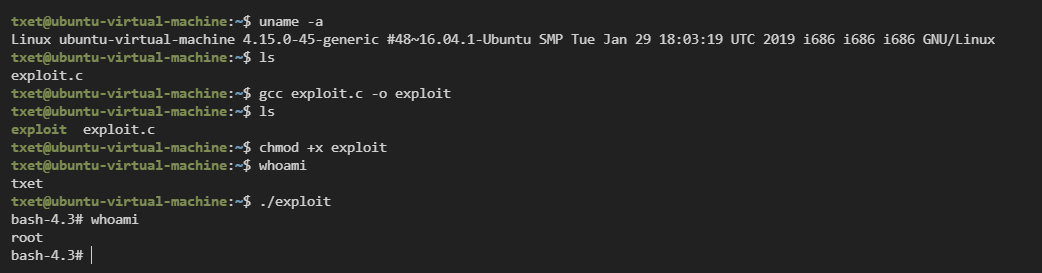 txet@ubuntu-virtual-machine:~$ uname -a
Linux ubuntu-virtual-machine 4.15.0-45-generic #48~16.04.1-Ubuntu SMP Tue Jan 29 18:03:19 UTC 2019 i686 i686 i686 GNU/Linux
txet@ubuntu-virtual-machine:~$ ls
exploit.c
txet@ubuntu-virtual-machine:~$ gcc exploit.c -o exploit
txet@ubuntu-virtual-machine:~$ ls
exploit  exploit.c
txet@ubuntu-virtual-machine:~$ chmod +x exploit
txet@ubuntu-virtual-machine:~$ whoami
txet
txet@ubuntu-virtual-machine:~$ ./exploit
bash-4.3# whoami
root
bash-4.3#